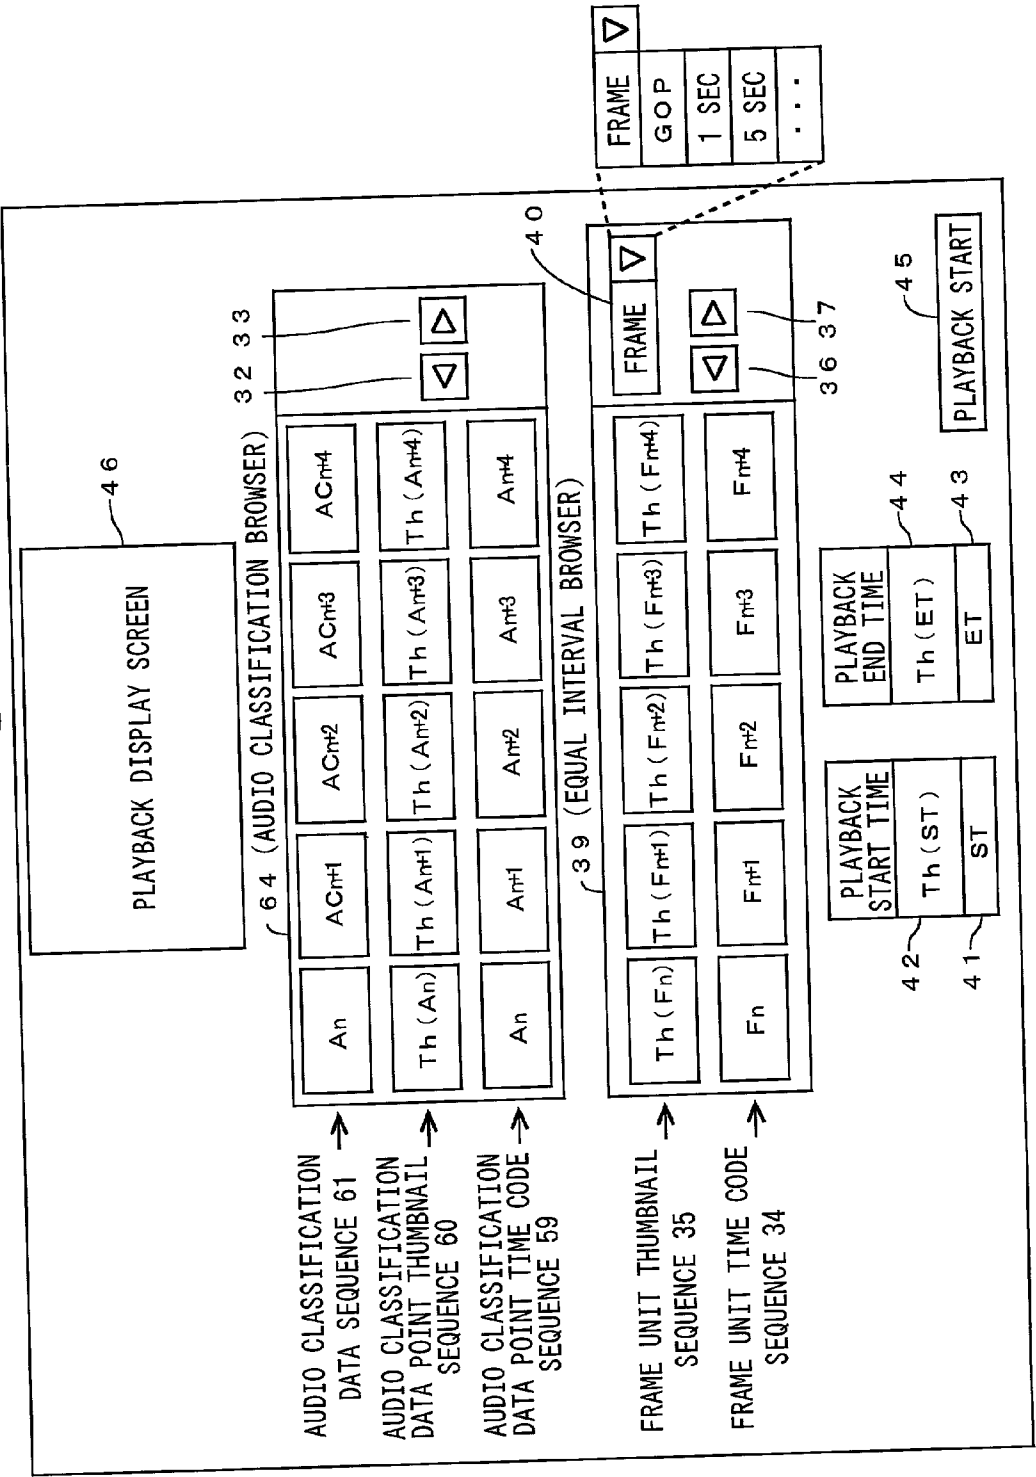 PLAYBACK DISPLAY SCREEN
46
64 (AUDIO CLASSIFICATION BROWSER)
32
33
AUDIO CLASSIFICATION
DATA SEQUENCE 61
An
ACn+1
ACn+2
ACn+3
ACn+4
AUDIO CLASSIFICATION
DATA POINT THUMBNAIL
SEQUENCE 60
Th(An)
Th(An+1)
Th(An+2)
Th(An+3)
Th(An+4)
AUDIO CLASSIFICATION
DATA POINT TIME CODE
SEQUENCE 59
An
An+1
An+2
An+3
An+4
39 (EQUAL INTERVAL BROWSER)
40
FRAME
FRAME
GOP
1 SEC
5 SEC
...
FRAME UNIT THUMBNAIL
SEQUENCE 35
Th(Fn)
Th(Fn+1)
Th(Fn+2)
Th(Fn+3)
Th(Fn+4)
FRAME UNIT TIME CODE
SEQUENCE 34
Fn
Fn+1
Fn+2
Fn+3
Fn+4
36
37
PLAYBACK
START TIME
Th(ST)
ST
42
41
PLAYBACK
END TIME
Th(ET)
ET
44
43
45
PLAYBACK START